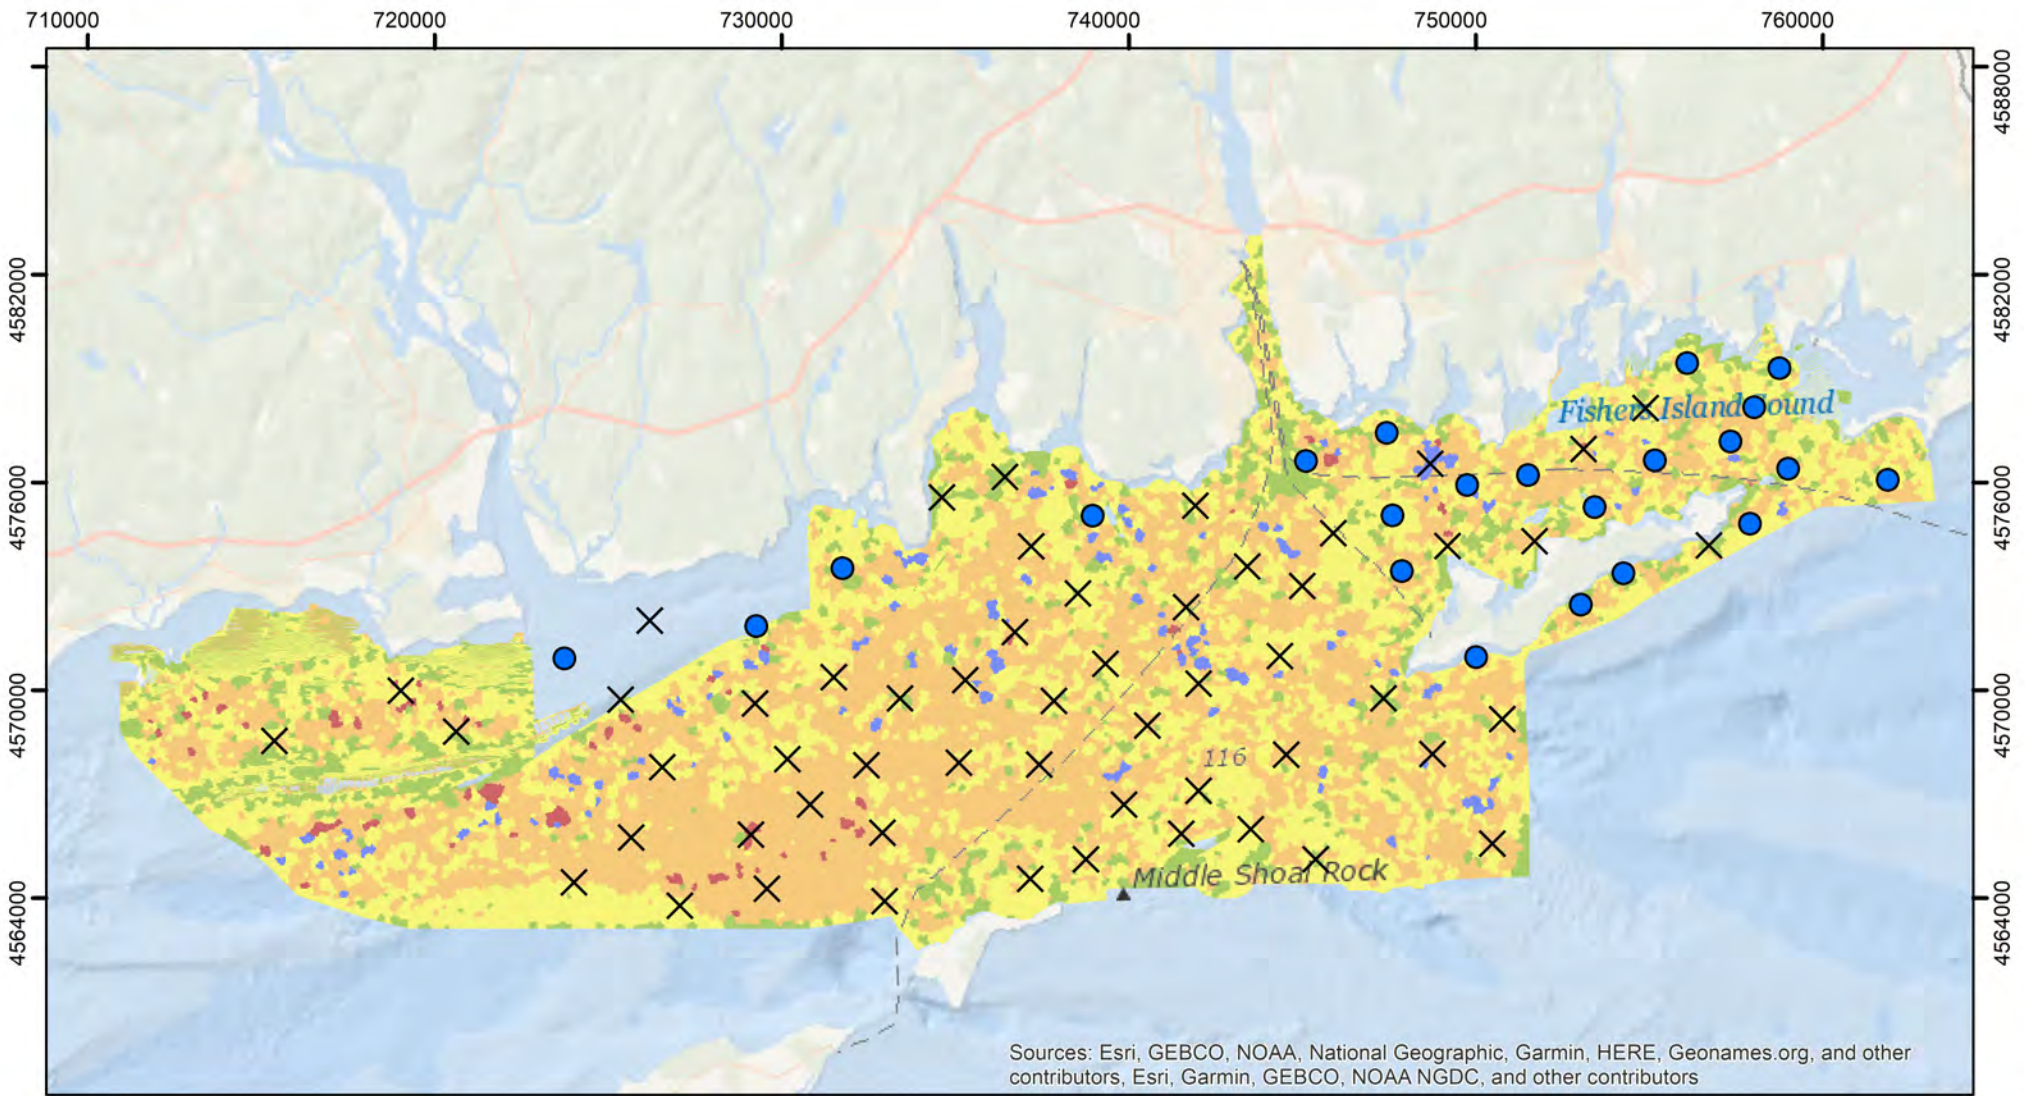 710000 720000 730000 740000 750000 760000
4588000
4582000 4582000
Fishers Island Sound
4576000 4576000
4570000 4570000
116
Middle Shoal Rock
4564000 4564000
Sources: Esri, GEBCO, NOAA, National Geographic, Garmin, HERE, Geonames.org, and other
contributors, Esri, Garmin, GEBCO, NOAA NGDC, and other contributors